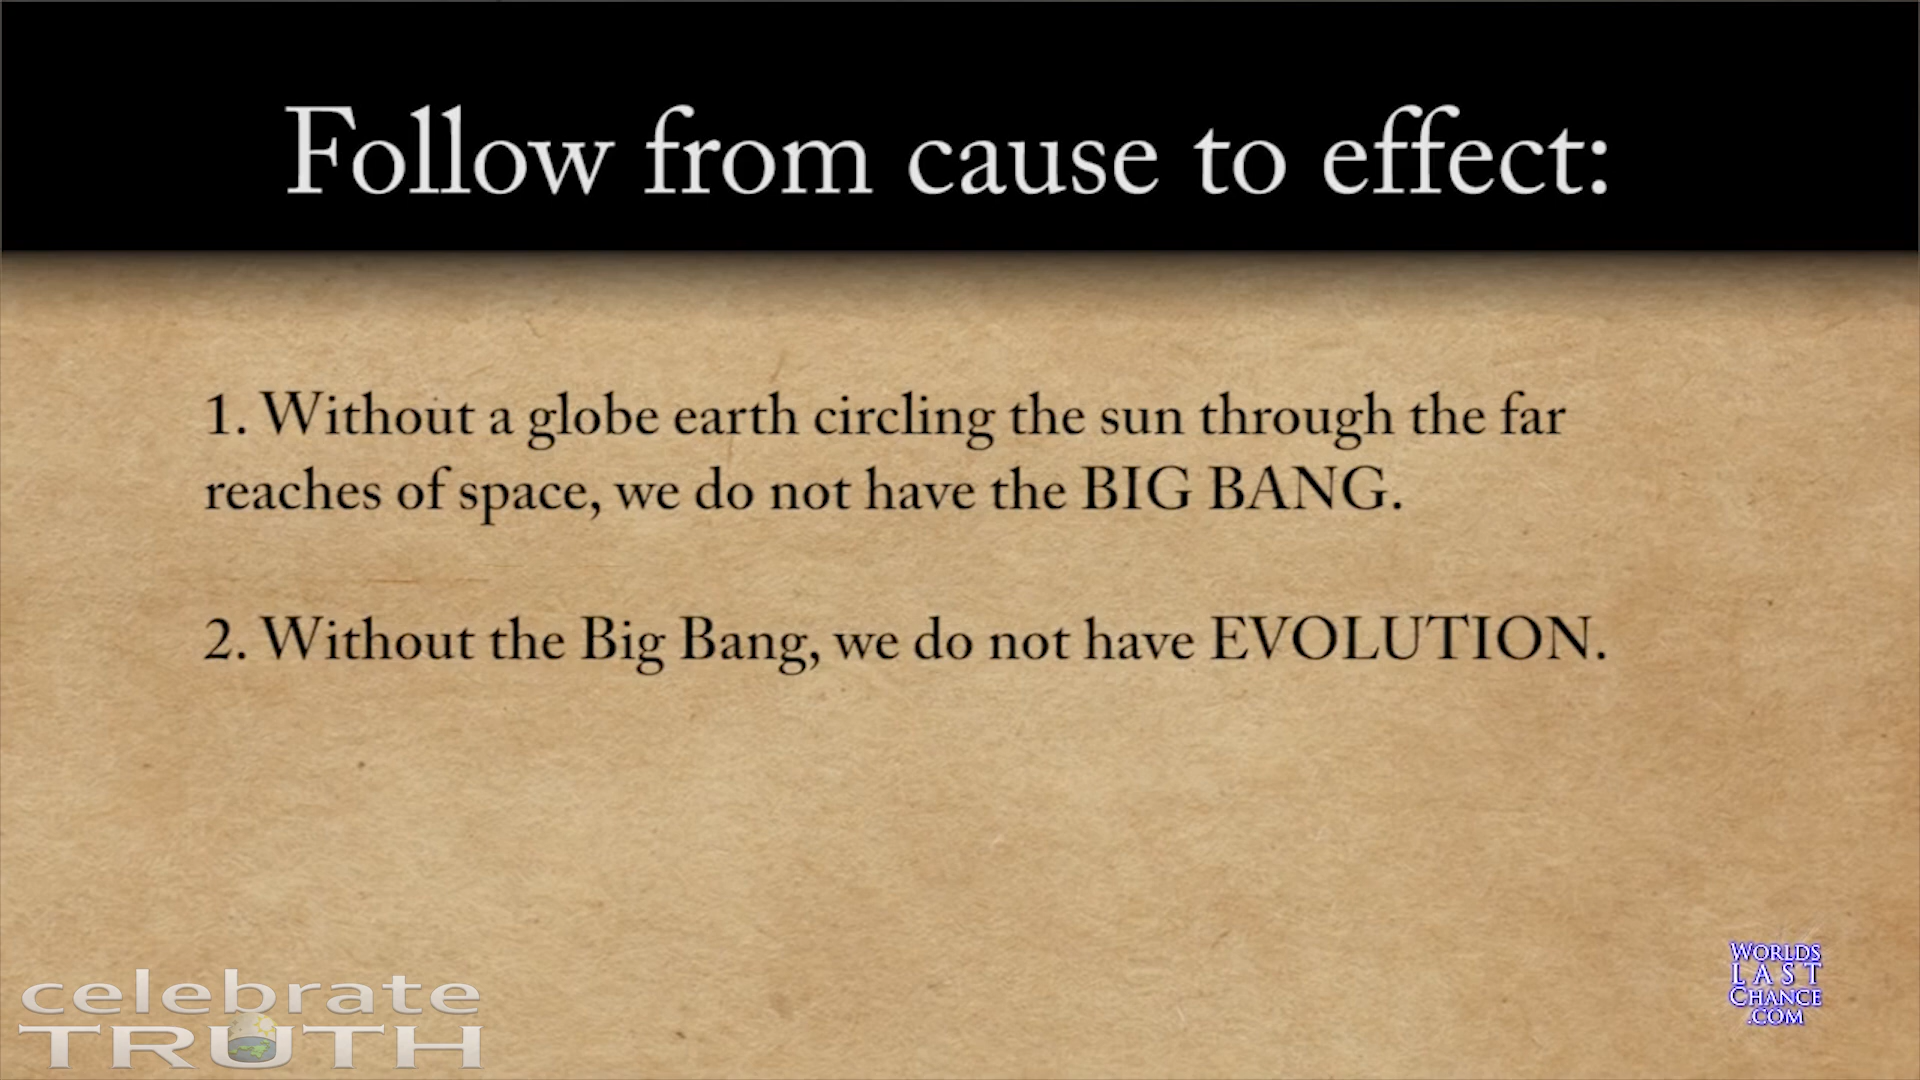 Follow from cause to effect:
1. Without a globe earth circling the sun through the far
reaches of space, we do not have the BIG BANG.
2. Without the Big Bang, we do not have EVOLUTION.
celebrate
TRUTH
WORLDS
LAST
CHANCE
.COM